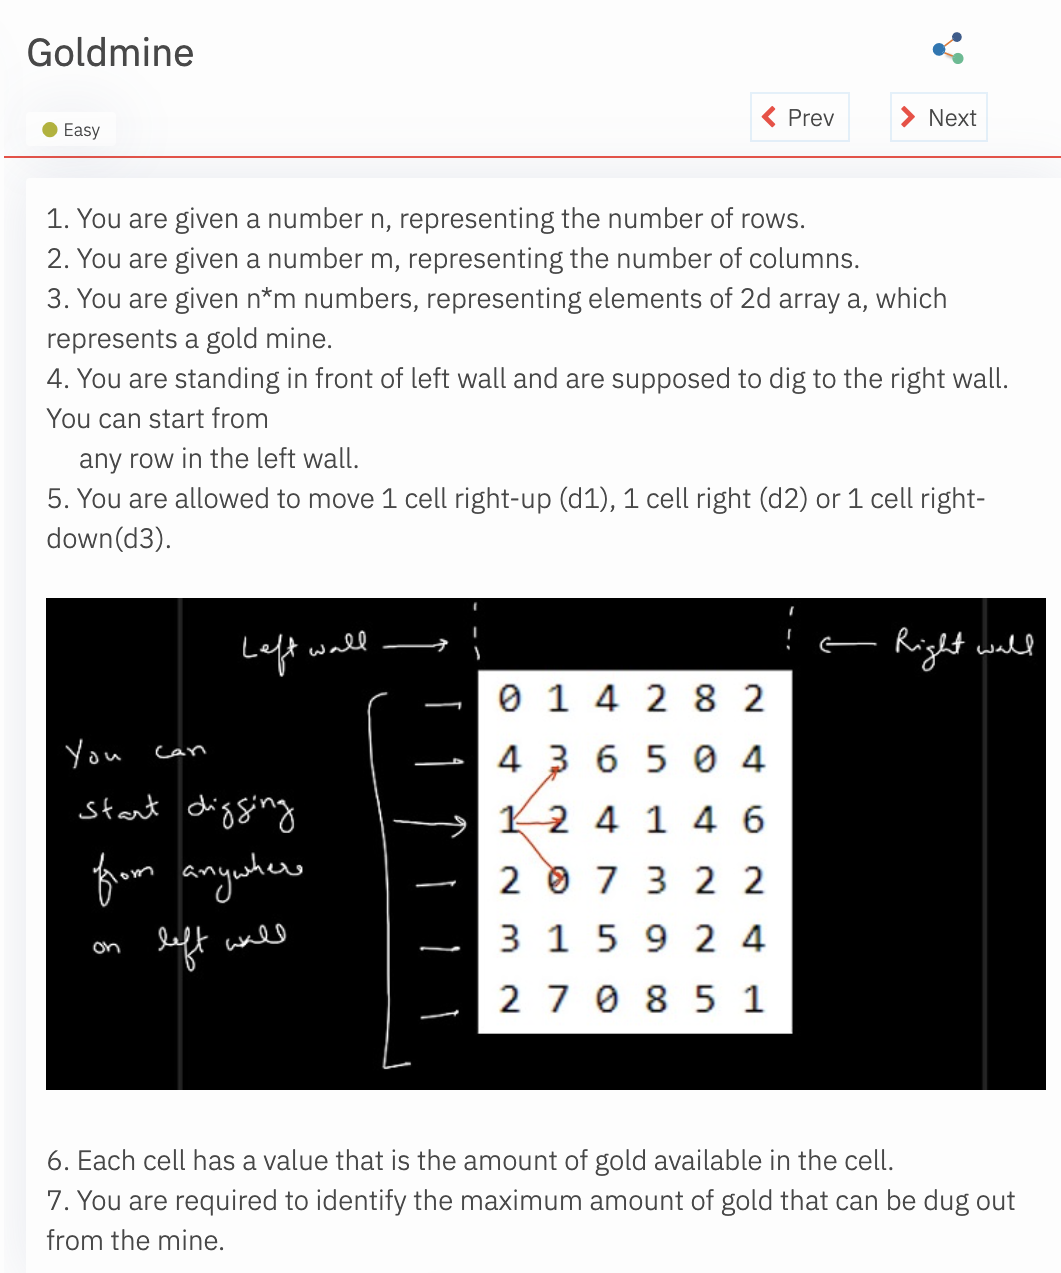 Goldmine
Easy
Prev
Next
1. You are given a number n, representing the number of rows.
2. You are given a number m, representing the number of columns.
3. You are given n*m numbers, representing elements of 2d array a, which
represents a gold mine.
4. You are standing in front of left wall and are supposed to dig to the right wall.
You can start from
any row in the left wall.
5. You are allowed to move 1 cell right-up (d1), 1 cell right (d2) or 1 cell right-
down(d3).
Left wall
Right wall
You can
start digging
from anywhere
on left wall
0 1 4 2 8 2
4 3 6 5 0 4
1 2 4 1 4 6
2 0 7 3 2 2
3 1 5 9 2 4
2 7 0 8 5 1
6. Each cell has a value that is the amount of gold available in the cell.
7. You are required to identify the maximum amount of gold that can be dug out
from the mine.